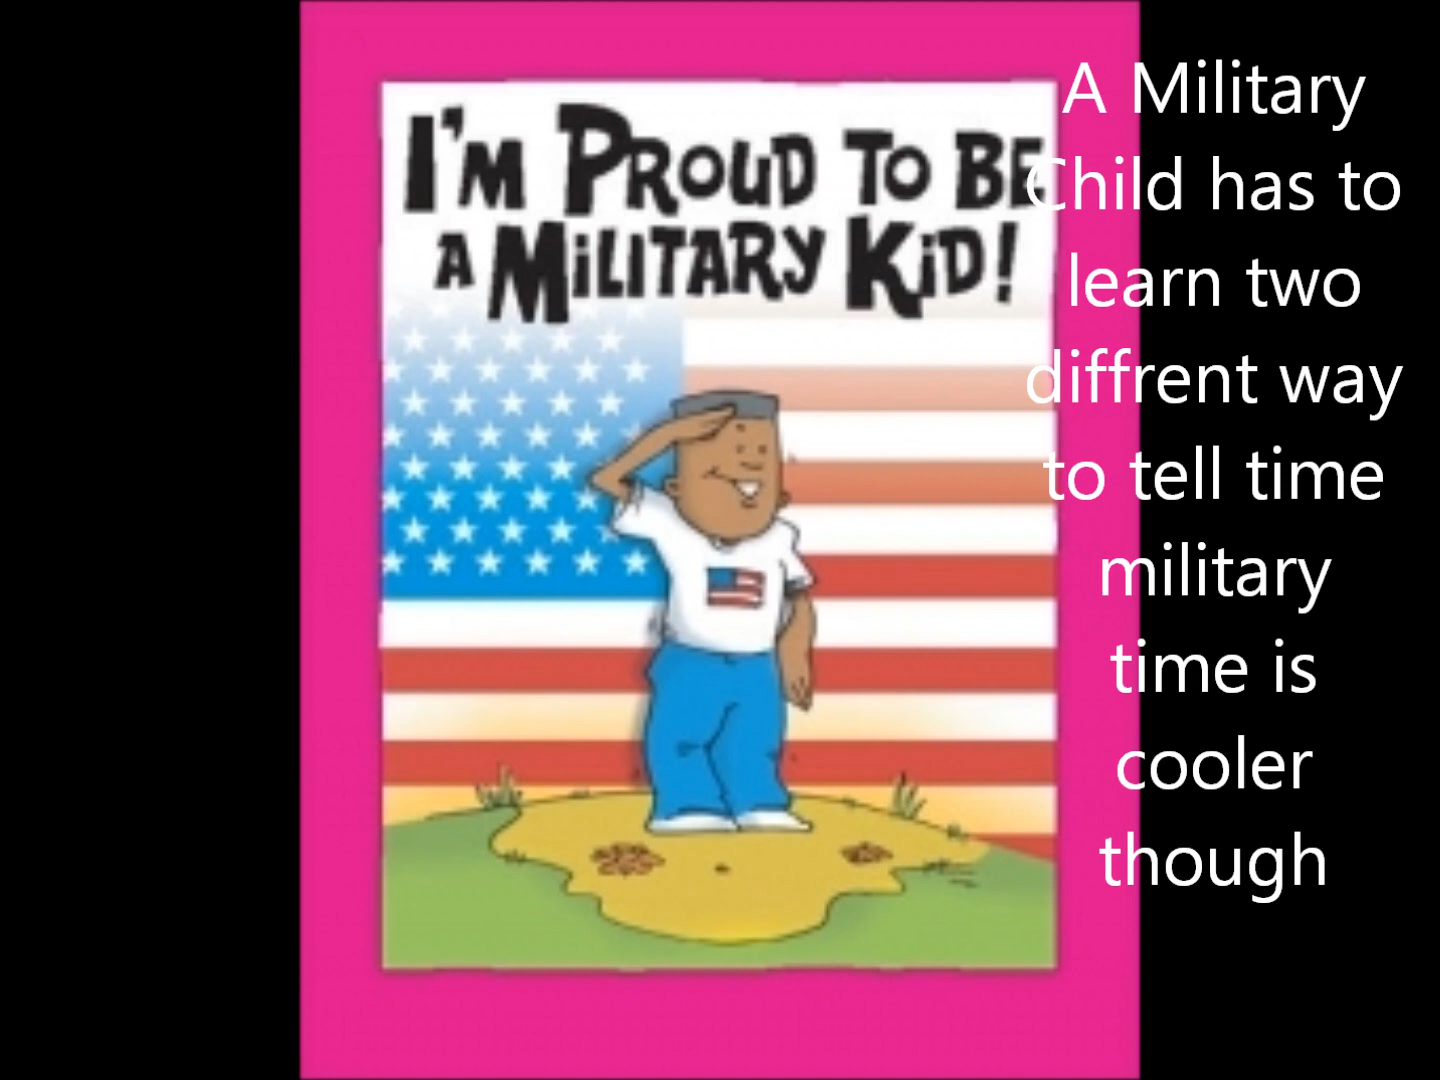 I'M PROUD TO BE
A MiLITARY KiD!
A Military
Child has to
learn two
diffrent way
to tell time
military
time is
cooler
though